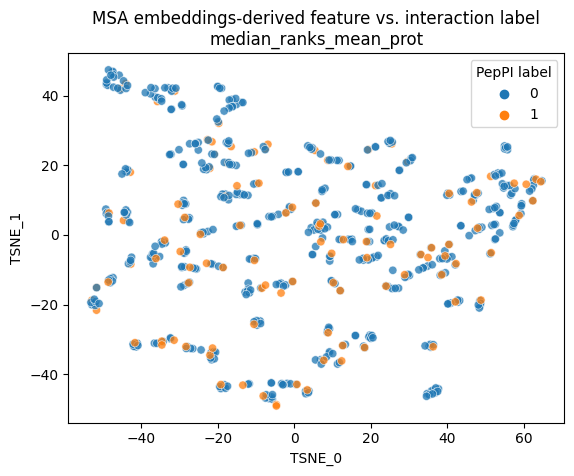 MSA embeddings-derived feature vs. interaction label
median_ranks_mean_prot
PepPI label
0
1
TSNE_1
40
20
0
−20
−40
−40
−20
0
20
40
60
TSNE_0